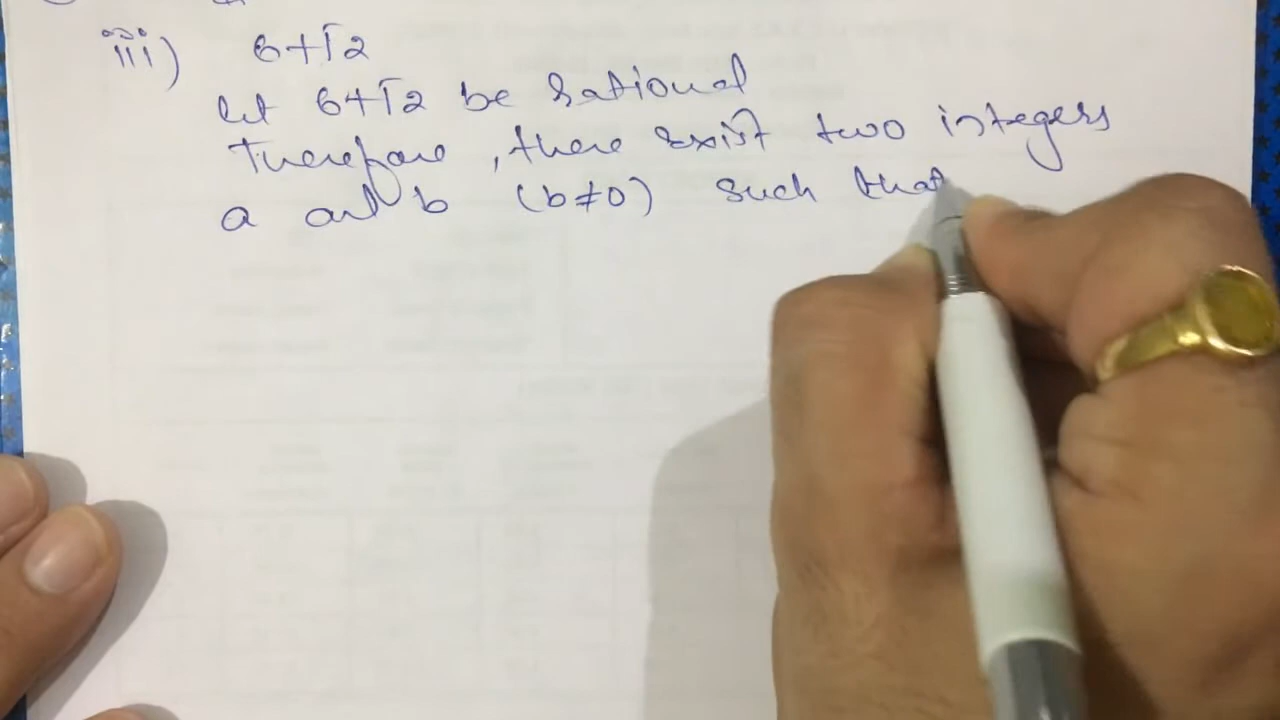 iii) 6+√2
let 6+√2 be rational
Therefore, there exist two integers
a and b (b≠0) such that